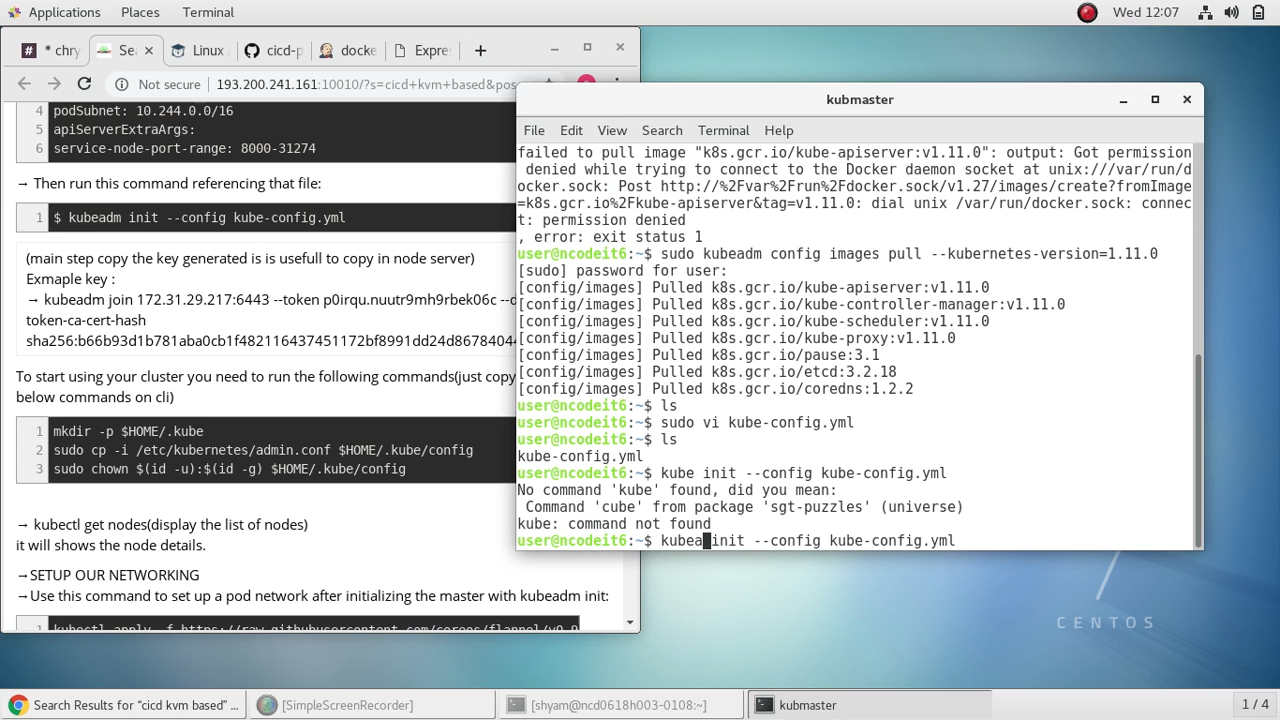 Applications Places Terminal Wed 12:07
# * chry Sea Linux cicd-p docke Expre +
Not secure 193.200.241.161:10010/?s=cicd+kvm+based&pos
4 podSubnet: 10.244.0.0/16
5 apiServerExtraArgs:
6 service-node-port-range: 8000-31274
→ Then run this command referencing that file:
1 $ kubeadm init --config kube-config.yml
(main step copy the key generated is is usefull to copy in node server)
Exmaple key :
→ kubeadm join 172.31.29.217:6443 --token p0irqu.nuutr9mh9rbek06c --d
token-ca-cert-hash
sha256:b66b93d1b781aba0cb1f482116437451172bf8991dd24d86784044
To start using your cluster you need to run the following commands(just copy
below commands on cli)
1 mkdir -p $HOME/.kube
2 sudo cp -i /etc/kubernetes/admin.conf $HOME/.kube/config
3 sudo chown $(id -u):$(id -g) $HOME/.kube/config
→ kubectl get nodes(display the list of nodes)
it will shows the node details.
→SETUP OUR NETWORKING
→Use this command to set up a pod network after initializing the master with kubeadm init:
1 kubectl apply -f https://raw.githubusercontent.com/coreos/flannel/v0.9
kubmaster
File Edit View Search Terminal Help
failed to pull image "k8s.gcr.io/kube-apiserver:v1.11.0": output: Got permission
denied while trying to connect to the Docker daemon socket at unix:///var/run/d
ocker.sock: Post http://%2Fvar%2Frun%2Fdocker.sock/v1.27/images/create?fromImage
=k8s.gcr.io%2Fkube-apiserver&tag=v1.11.0: dial unix /var/run/docker.sock: connec
t: permission denied
, error: exit status 1
user@ncodeit6:~$ sudo kubeadm config images pull --kubernetes-version=1.11.0
[sudo] password for user:
[config/images] Pulled k8s.gcr.io/kube-apiserver:v1.11.0
[config/images] Pulled k8s.gcr.io/kube-controller-manager:v1.11.0
[config/images] Pulled k8s.gcr.io/kube-scheduler:v1.11.0
[config/images] Pulled k8s.gcr.io/kube-proxy:v1.11.0
[config/images] Pulled k8s.gcr.io/pause:3.1
[config/images] Pulled k8s.gcr.io/etcd:3.2.18
[config/images] Pulled k8s.gcr.io/coredns:1.2.2
user@ncodeit6:~$ ls
user@ncodeit6:~$ sudo vi kube-config.yml
user@ncodeit6:~$ ls
kube-config.yml
user@ncodeit6:~$ kube init --config kube-config.yml
No command 'kube' found, did you mean:
Command 'cube' from package 'sgt-puzzles' (universe)
kube: command not found
user@ncodeit6:~$ kubea init --config kube-config.yml
7
CENTOS
Search Results for "cicd kvm based" ... [SimpleScreenRecorder] [shyam@ncd0618h003-0108:~] kubmaster 1 / 4